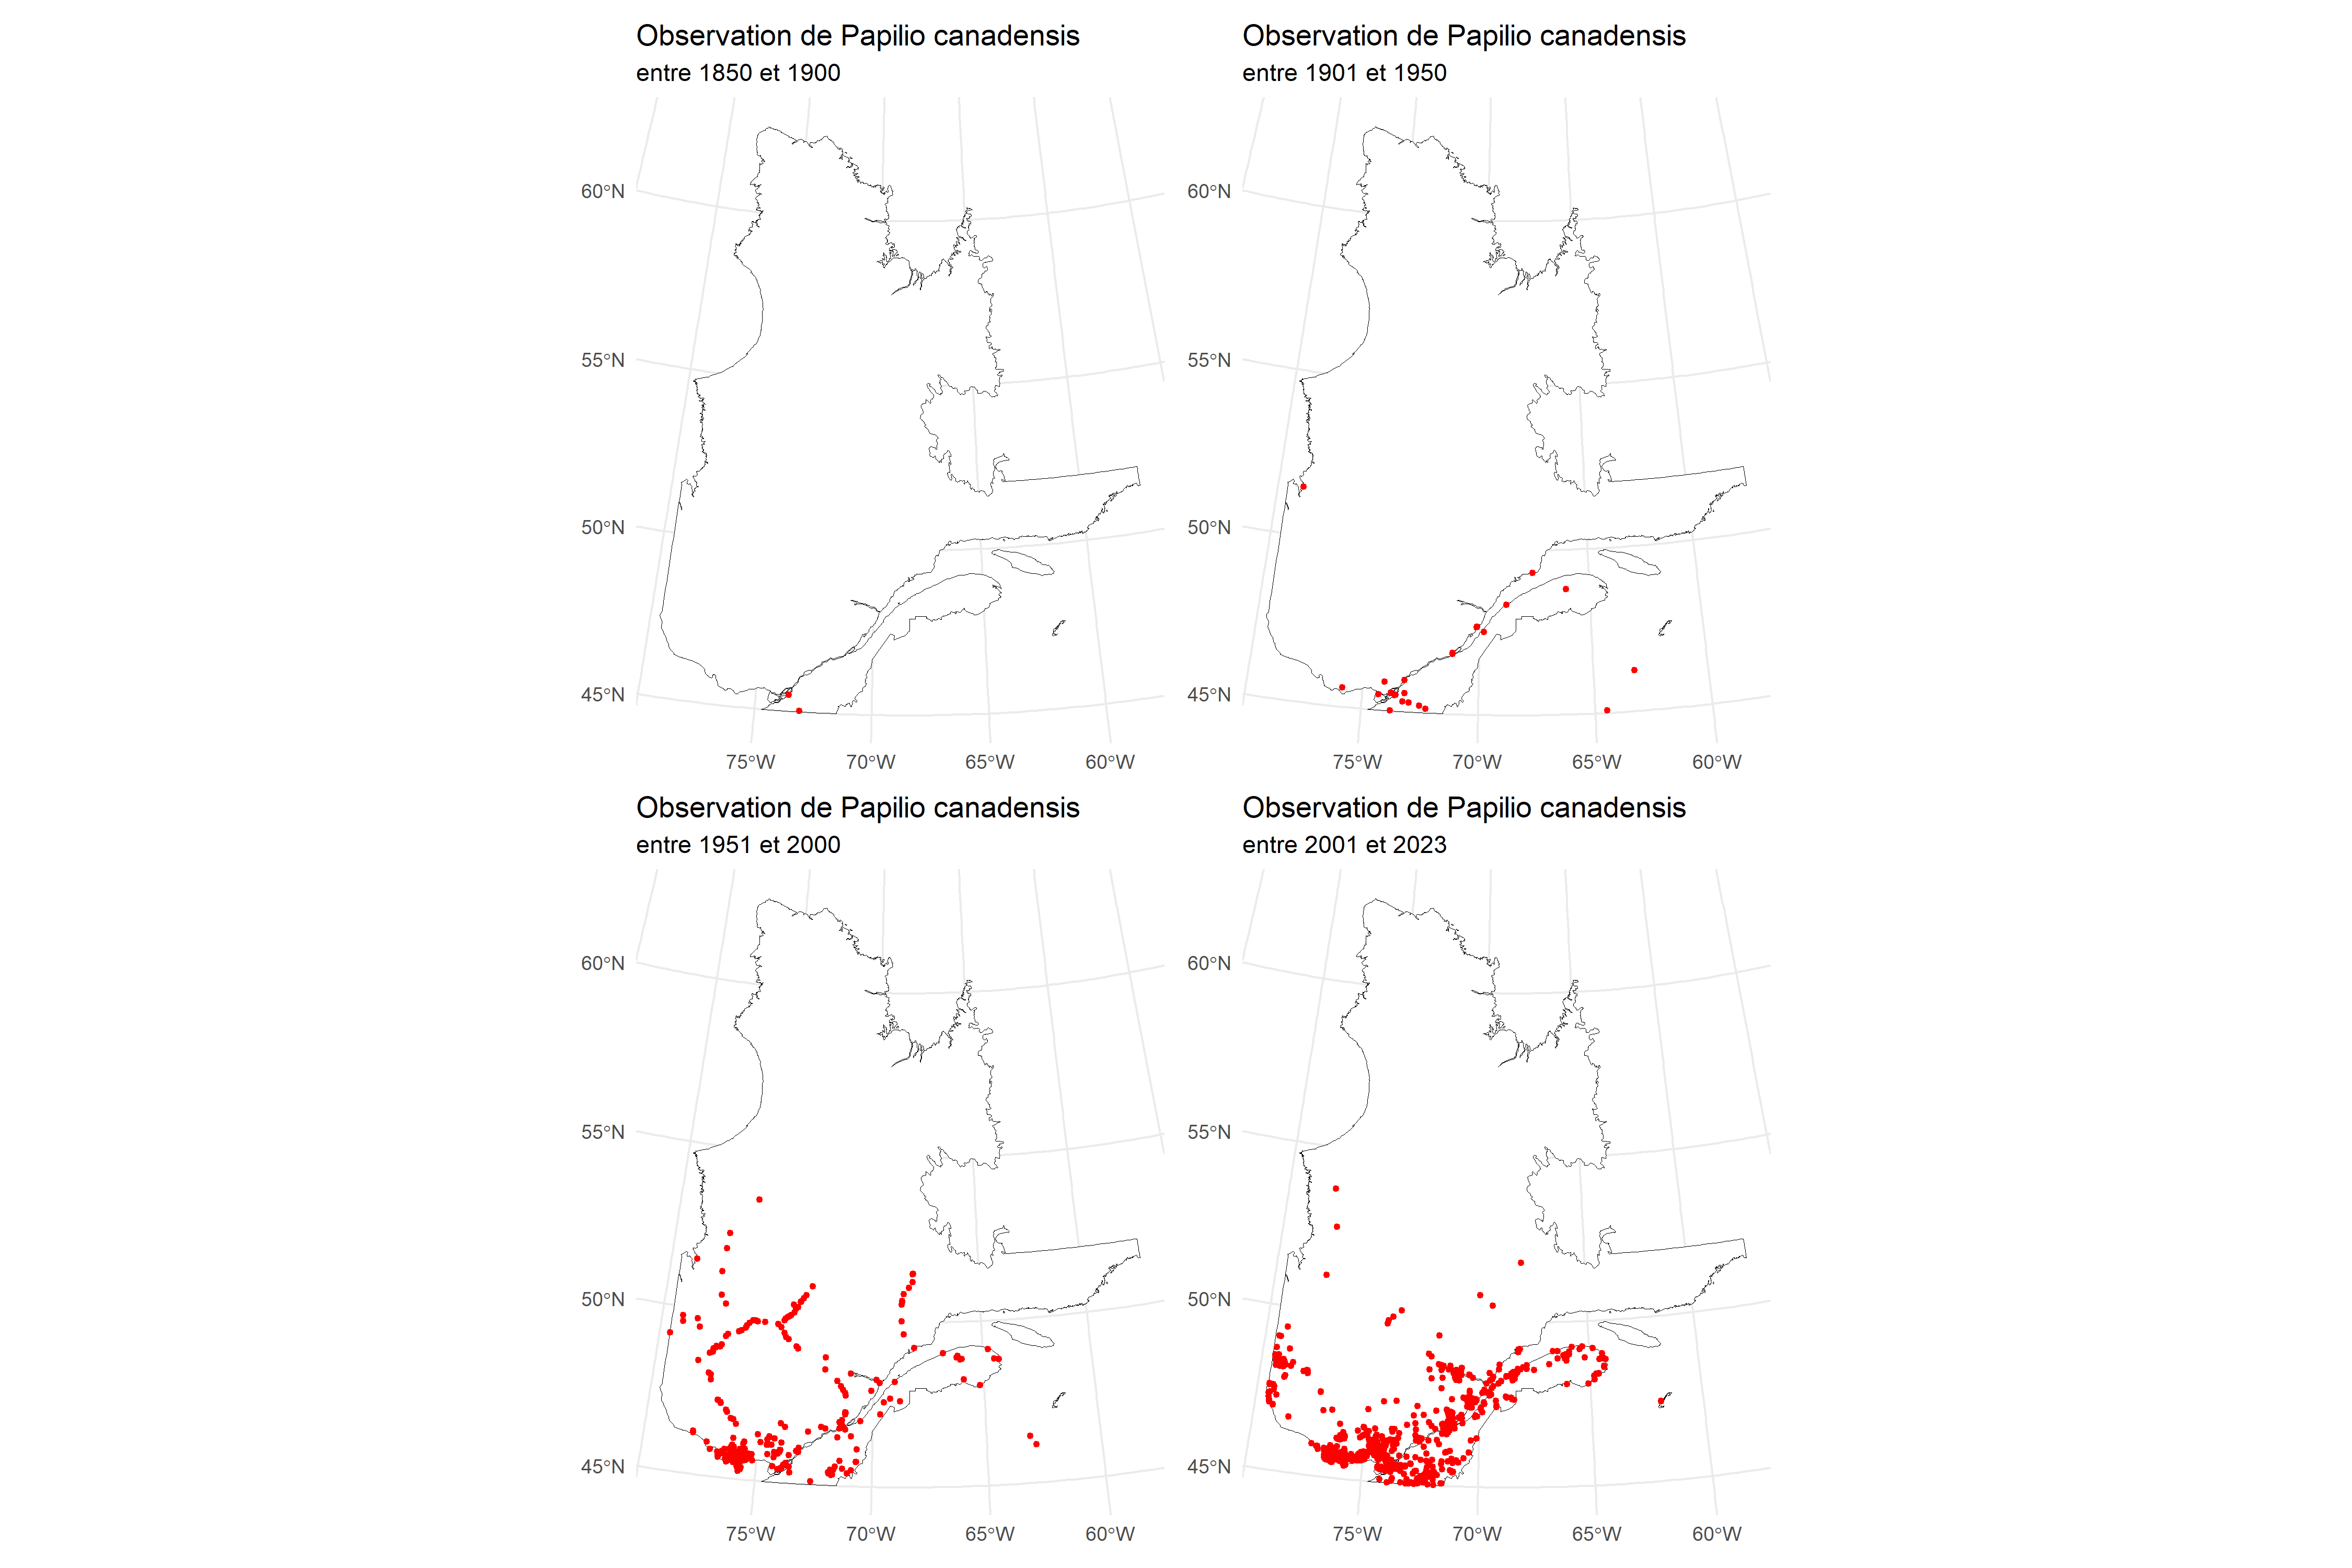 Observation de Papilio canadensis
entre 1850 et 1900
60°N
55°N
50°N
45°N
75°W 70°W 65°W 60°W
Observation de Papilio canadensis
entre 1901 et 1950
60°N
55°N
50°N
45°N
75°W 70°W 65°W 60°W
Observation de Papilio canadensis
entre 1951 et 2000
60°N
55°N
50°N
45°N
75°W 70°W 65°W 60°W
Observation de Papilio canadensis
entre 2001 et 2023
60°N
55°N
50°N
45°N
75°W 70°W 65°W 60°W